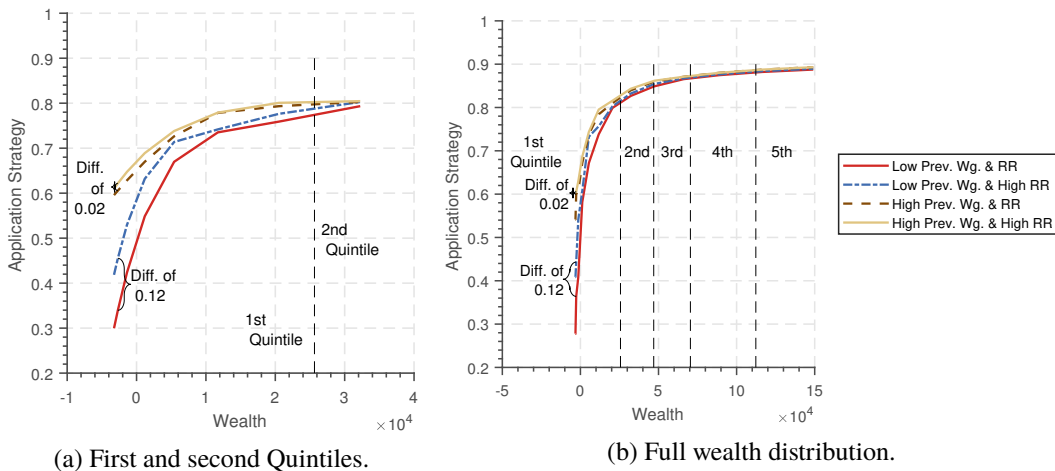 Application Strategy
1
0.9
0.8
0.7
0.6
0.5
0.4
0.3
0.2
Diff.
of
0.02
Diff. of
0.12
2nd
Quintile
1st
Quintile
-1
0
1
2
3
4
×10⁴
Wealth
(a) First and second Quintiles.
Application Strategy
1
0.9
0.8
0.7
0.6
0.5
0.4
0.3
0.2
1st
Quintile
2nd
3rd
4th
5th
Diff. of
0.02
Diff. of
0.12
-5
0
5
10
15
×10⁴
Wealth
(b) Full wealth distribution.
Low Prev. Wg. & RR
Low Prev. Wg. & High RR
High Prev. Wg. & RR
High Prev. Wg. & High RR